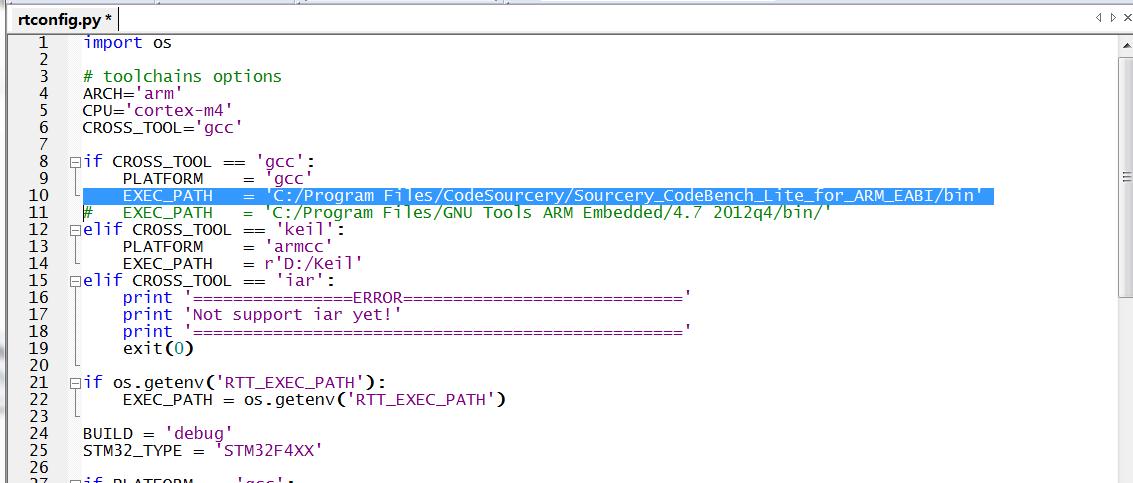 rtconfig.py *
1 import os
2
3 # toolchains options
4 ARCH='arm'
5 CPU='cortex-m4'
6 CROSS_TOOL='gcc'
7
8 if CROSS_TOOL == 'gcc':
9     PLATFORM    = 'gcc'
10     EXEC_PATH   = 'C:/Program Files/CodeSourcery/Sourcery_CodeBench_Lite_for_ARM_EABI/bin'
11 #   EXEC_PATH   = 'C:/Program Files/GNU Tools ARM Embedded/4.7 2012q4/bin/'
12 elif CROSS_TOOL == 'keil':
13     PLATFORM    = 'armcc'
14     EXEC_PATH   = r'D:/Keil'
15 elif CROSS_TOOL == 'iar':
16     print '================ERROR============================'
17     print 'Not support iar yet!'
18     print '================================================='
19     exit(0)
20
21 if os.getenv('RTT_EXEC_PATH'):
22     EXEC_PATH = os.getenv('RTT_EXEC_PATH')
23
24 BUILD = 'debug'
25 STM32_TYPE = 'STM32F4XX'
26
27 if PLATFORM == 'gcc':